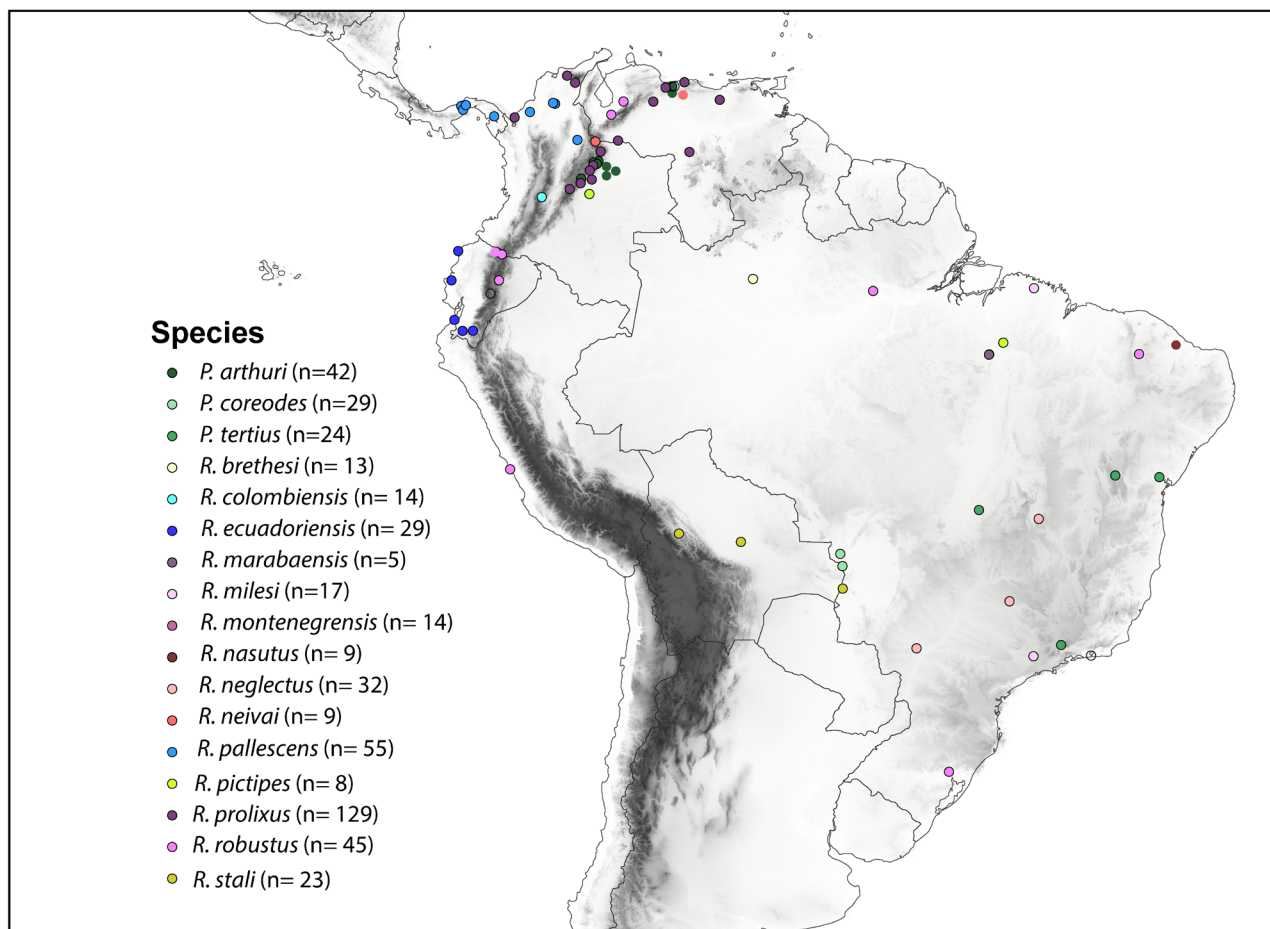 Species
P. arthuri (n=42)
P. coreodes (n=29)
P. tertius (n=24)
R. brethesi (n= 13)
R. colombiensis (n= 14)
R. ecuadoriensis (n= 29)
R. marabaensis (n=5)
R. milesi (n=17)
R. montenegrensis (n= 14)
R. nasutus (n= 9)
R. neglectus (n= 32)
R. neivai (n= 9)
R. pallescens (n= 55)
R. pictipes (n= 8)
R. prolixus (n= 129)
R. robustus (n= 45)
R. stali (n= 23)